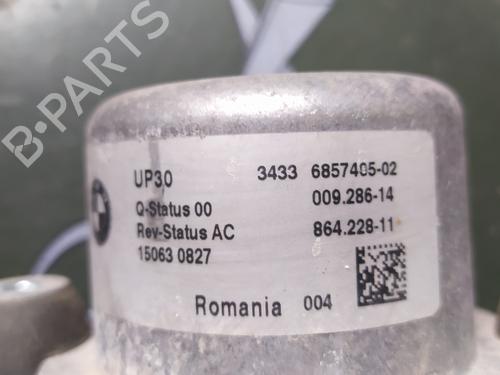 B-PARTS
UP30 3433 6857405-02
Q-Status 00 009.286-14
Rev-Status AC 864.228-11
15063 0827
Romania 004